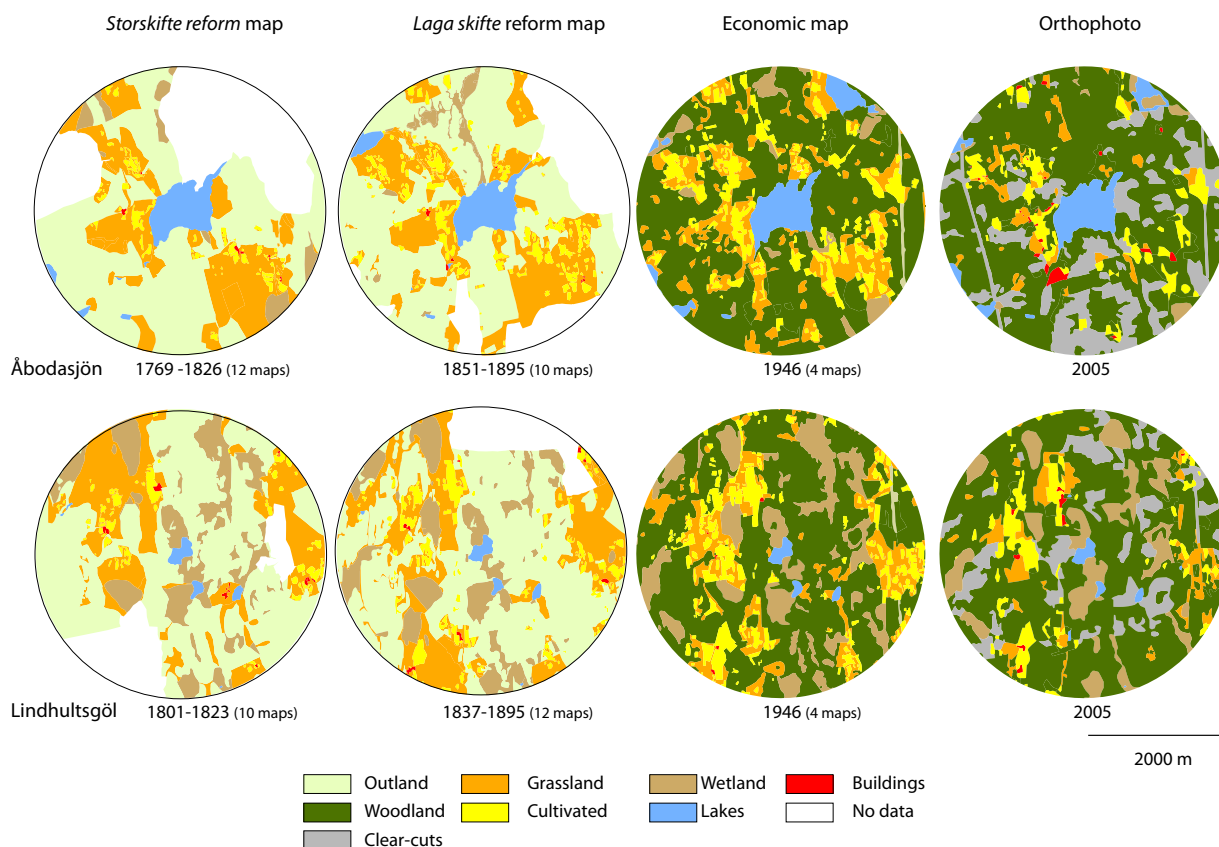 Storskifte reform map Laga skifte reform map Economic map Orthophoto
Åbodasjön 1769 -1826 (12 maps) 1851-1895 (10 maps) 1946 (4 maps) 2005
Lindhultsgöl 1801-1823 (10 maps) 1837-1895 (12 maps) 1946 (4 maps) 2005
2000 m
Outland Grassland Wetland Buildings
Woodland Cultivated Lakes No data
Clear-cuts